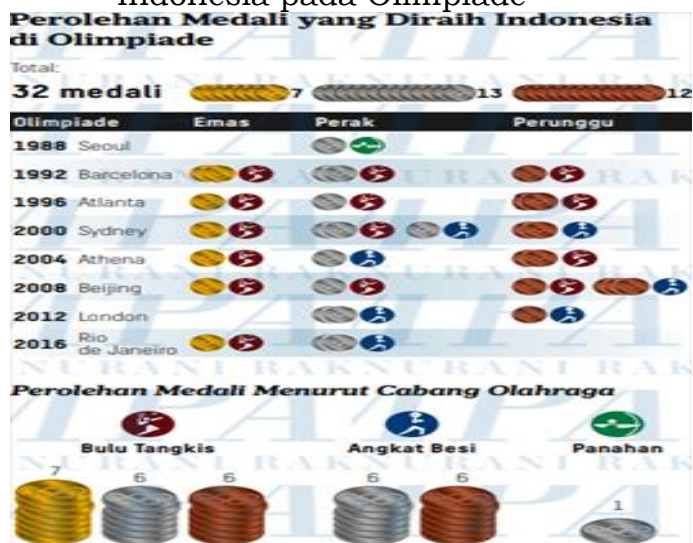 Indonesia pada Olimpiade
Perolehan Medali yang Diraih Indonesia
di Olimpiade
Total:
32 medali 7 13 12
Olimpiade Emas Perak Perunggu
1988 Seoul
1992 Barcelona
1996 Atlanta
2000 Sydney
2004 Athena
2008 Beijing
2012 London
2016 Rio
de Janeiro
Perolehan Medali Menurut Cabang Olahraga
Bulu Tangkis Angkat Besi Panahan
7 6 6 6 6 1